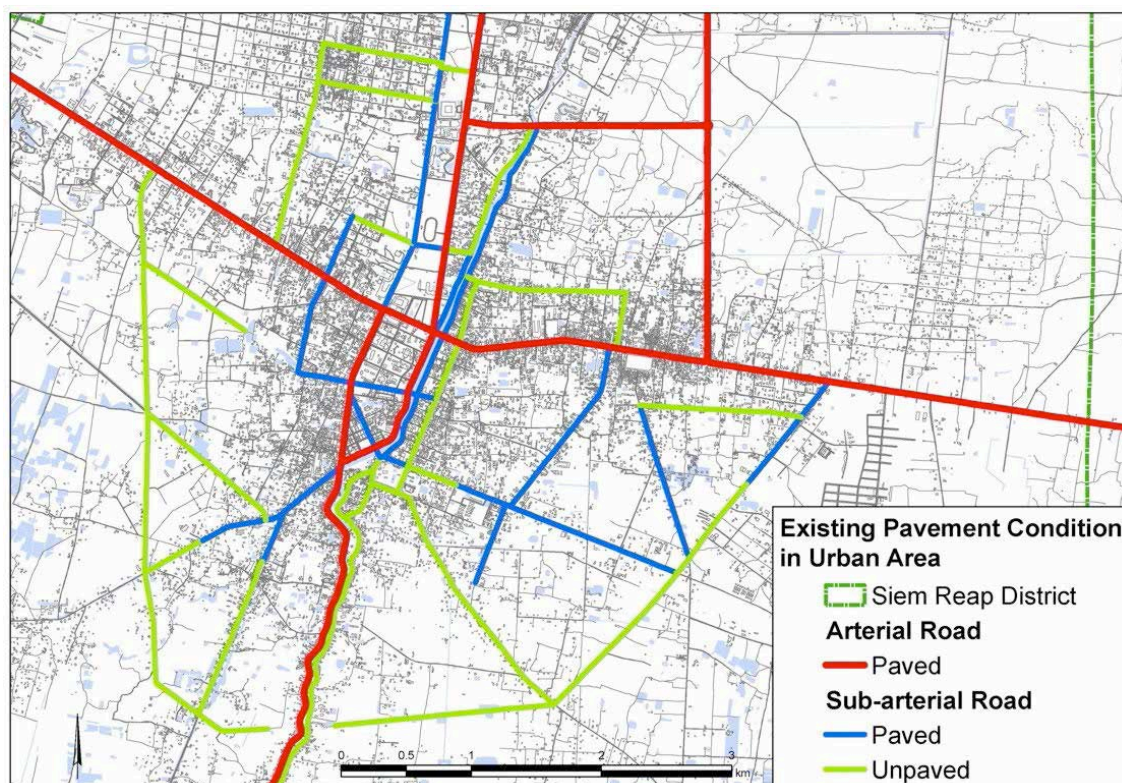 Existing Pavement Condition
in Urban Area
Siem Reap District
Arterial Road
Paved
Sub-arterial Road
Paved
Unpaved
0 0.5 1 2 3
km